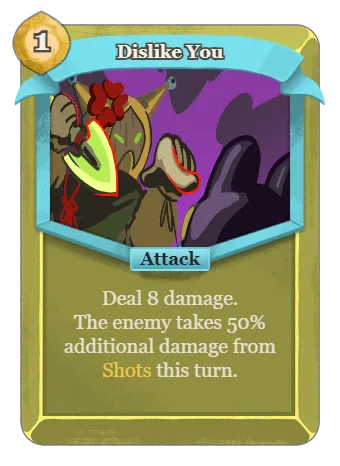 1
Dislike You
Attack
Deal 8 damage.
The enemy takes 50%
additional damage from
Shots this turn.